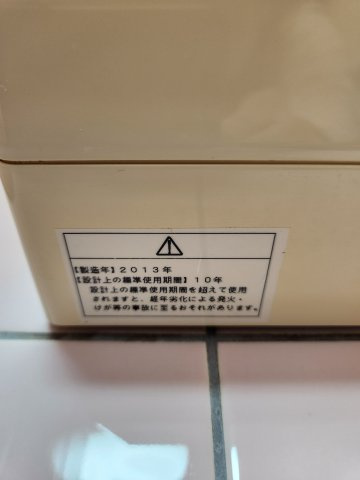 【製造年】2013年
【設計上の標準使用期間】10年
設計上の標準使用期間を超えて使用
されますと、経年劣化による発火・
けが等の事故に至るおそれがあります。